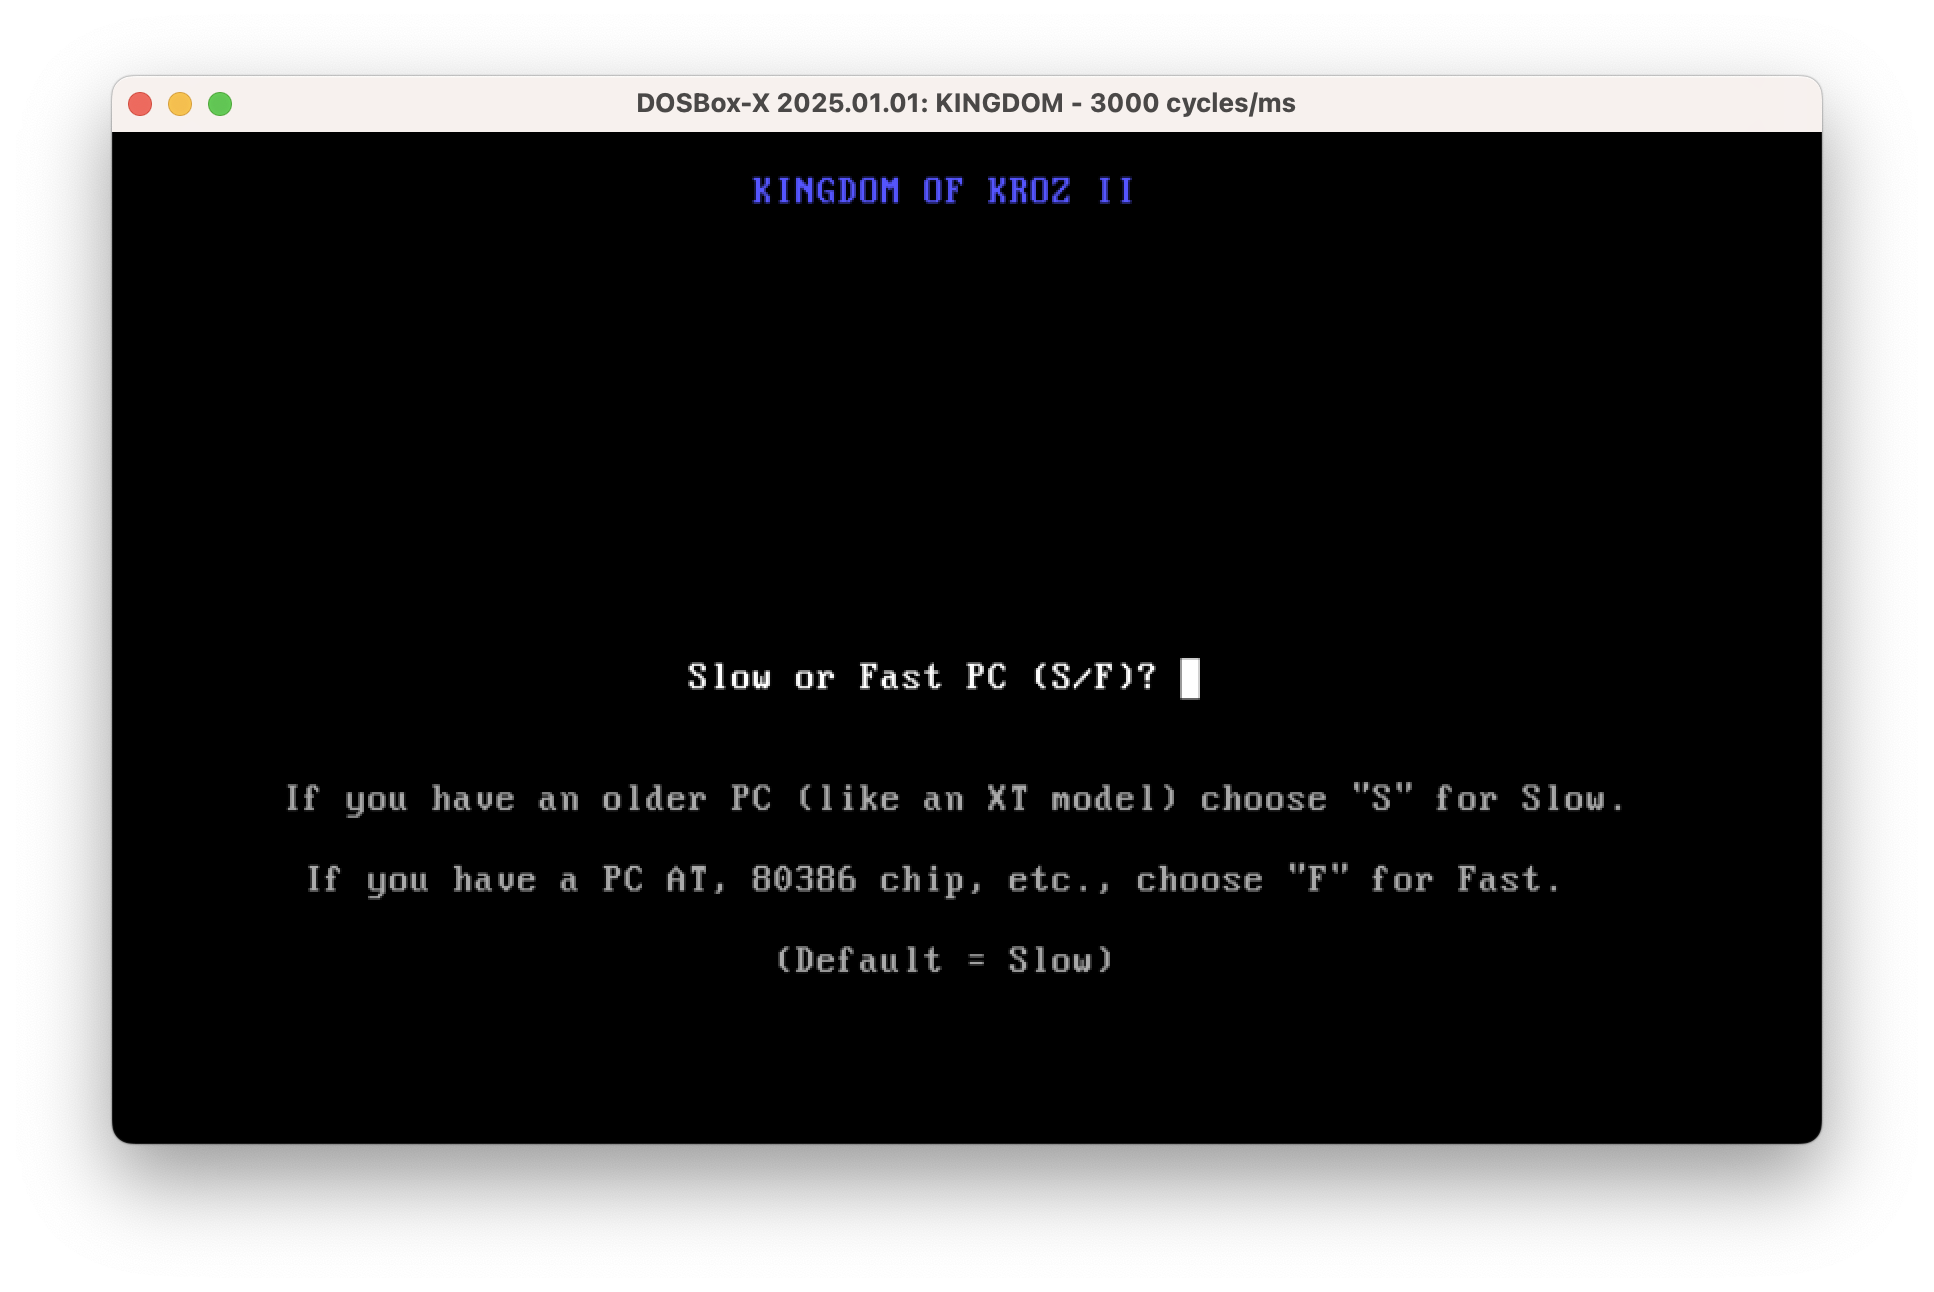 DOSBox-X 2025.01.01: KINGDOM - 3000 cycles/ms
KINGDOM OF KROZ II
Slow or Fast PC (S/F)?
If you have an older PC (like an XT model) choose "S" for Slow.
If you have a PC AT, 80386 chip, etc., choose "F" for Fast.
(Default = Slow)